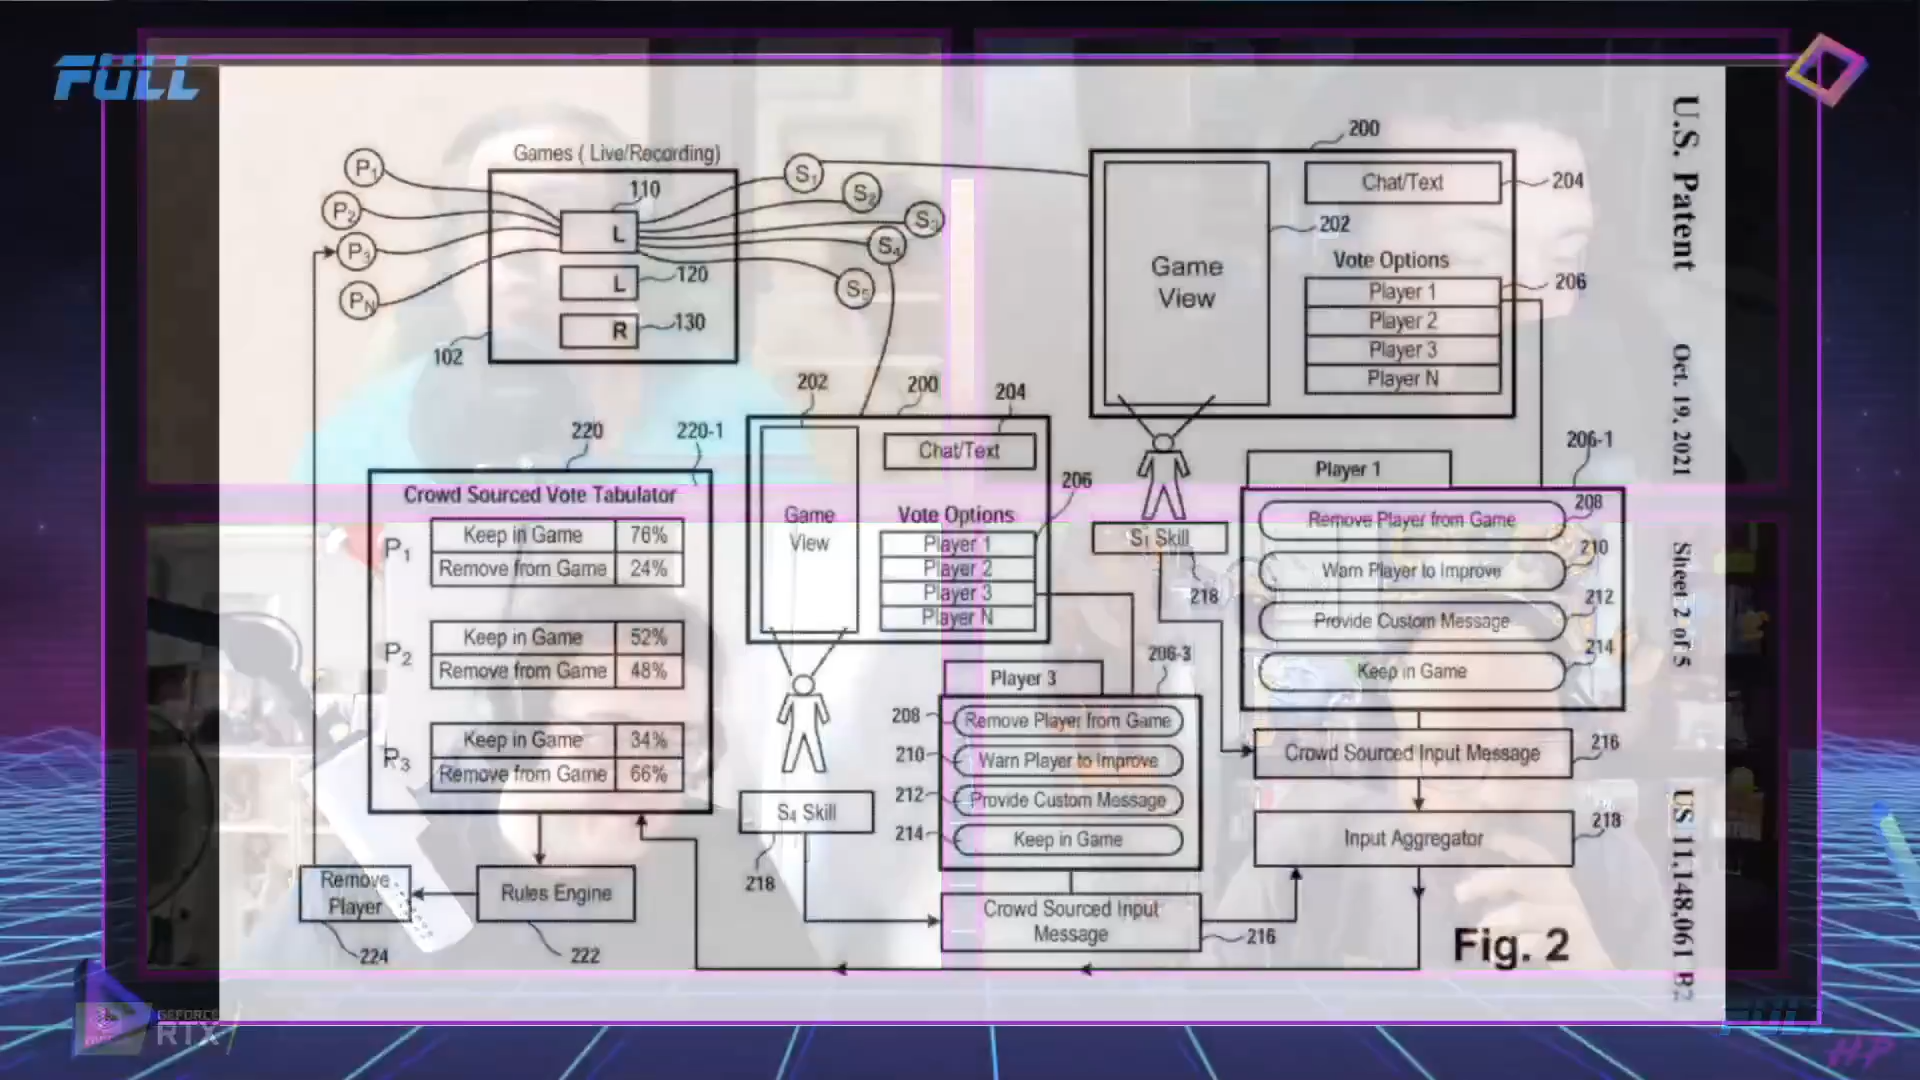 FULL
U.S. Patent
Oct. 19, 2021
Sheet 2 of 5
US 11,148,061 B2
Games ( Live/Recording)
P1
P2
P3
PN
110
L
120
L
130
R
102
S1
S2
S3
S4
S5
200
Chat/Text
204
202
Game
View
Vote Options
206
Player 1
Player 2
Player 3
Player N
202
200
204
Chat/Text
Game
View
Vote Options
206
Player 1
Player 2
Player 3
Player N
220
220-1
Crowd Sourced Vote Tabulator
P1
Keep in Game 76%
Remove from Game 24%
P2
Keep in Game 52%
Remove from Game 48%
P3
Keep in Game 34%
Remove from Game 66%
S1 Skill
218
206-1
Player 1
Remove Player from Game
208
Warn Player to Improve
210
Provide Custom Message
212
Keep in Game
214
206-3
Player 3
208
Remove Player from Game
210
Warn Player to Improve
212
Provide Custom Message
214
Keep in Game
S4 Skill
218
Crowd Sourced Input Message
216
Input Aggregator
218
Remove
Player
224
Rules Engine
222
Crowd Sourced Input
Message
216
Fig. 2
GEFORCE
RTX
FULL
HP